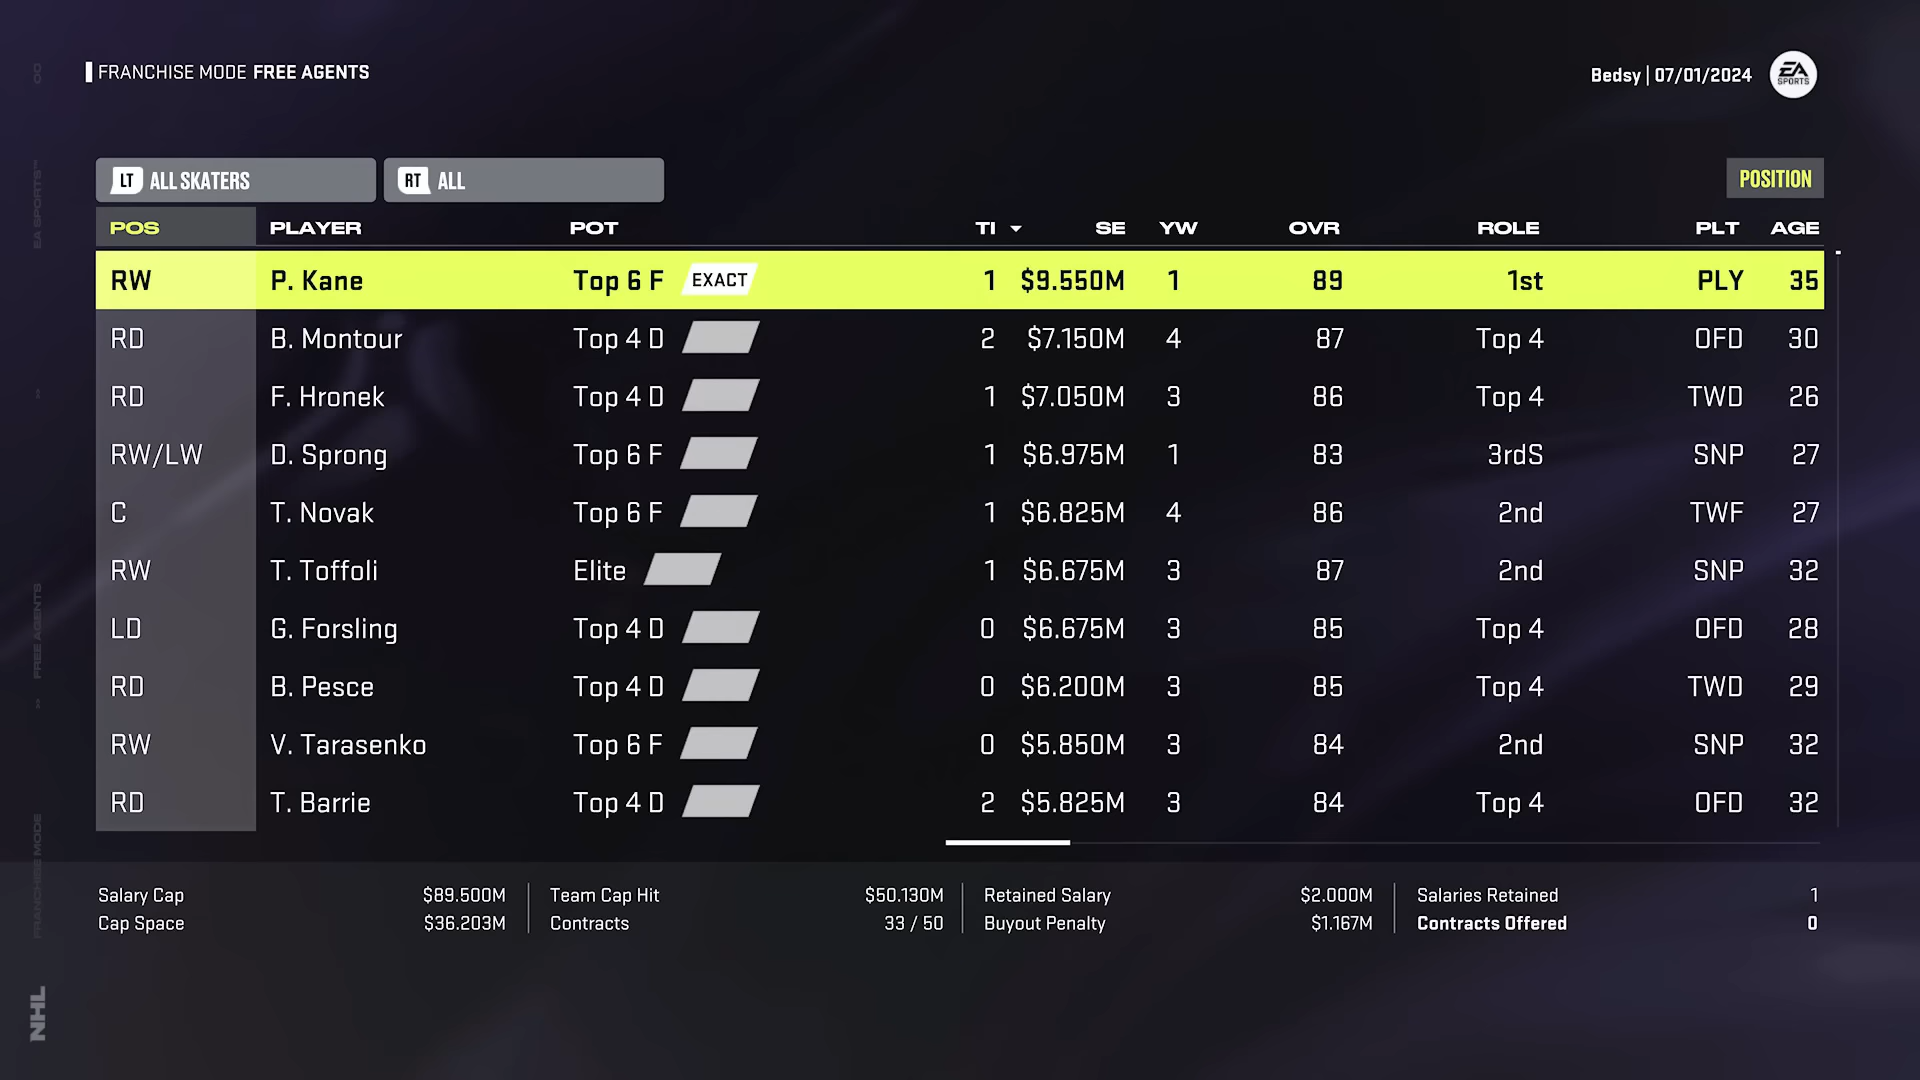 FRANCHISE MODE FREE AGENTS
Bedsy | 07/01/2024
EA SPORTS
LT ALL SKATERS
RT ALL
POSITION
POS PLAYER POT TI SE YW OVR ROLE PLT AGE
RW P. Kane Top 6 F EXACT 1 $9.550M 1 89 1st PLY 35
RD B. Montour Top 4 D 2 $7.150M 4 87 Top 4 OFD 30
RD F. Hronek Top 4 D 1 $7.050M 3 86 Top 4 TWD 26
RW/LW D. Sprong Top 6 F 1 $6.975M 1 83 3rdS SNP 27
C T. Novak Top 6 F 1 $6.825M 4 86 2nd TWF 27
RW T. Toffoli Elite 1 $6.675M 3 87 2nd SNP 32
LD G. Forsling Top 4 D 0 $6.675M 3 85 Top 4 OFD 28
RD B. Pesce Top 4 D 0 $6.200M 3 85 Top 4 TWD 29
RW V. Tarasenko Top 6 F 0 $5.850M 3 84 2nd SNP 32
RD T. Barrie Top 4 D 2 $5.825M 3 84 Top 4 OFD 32
Salary Cap $89.500M Team Cap Hit $50.130M Retained Salary $2.000M Salaries Retained 1
Cap Space $36.203M Contracts 33 / 50 Buyout Penalty $1.167M Contracts Offered 0
NHL
FRANCHISE MODE
FREE AGENTS
EA SPORTS